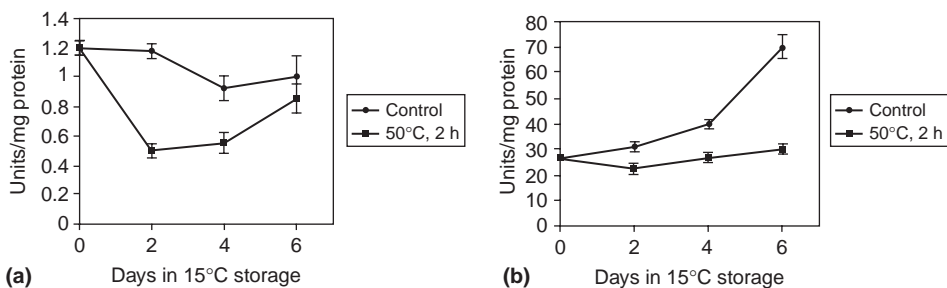 1.4
1.2
1
0.8
0.6
0.4
0.2
0
Units/mg protein
0 2 4 6
Days in 15°C storage
(a)
Control
50°C, 2 h
80
70
60
50
40
30
20
10
0
Units/mg protein
0 2 4 6
Days in 15°C storage
(b)
Control
50°C, 2 h